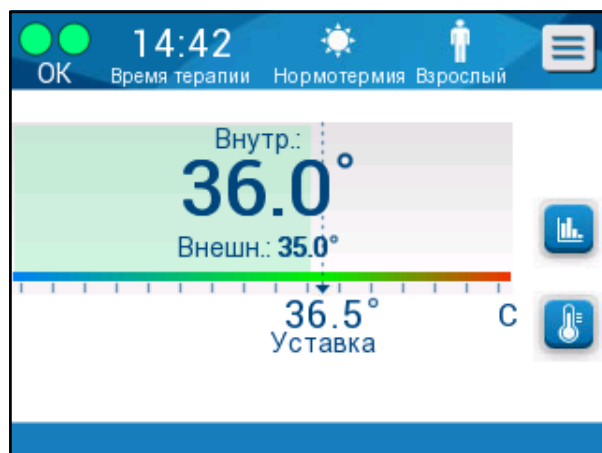 14:42
OK Время терапии Нормотермия Взрослый
Внутр.:
36.0°
Внешн.: 35.0°
36.5° C
Уставка